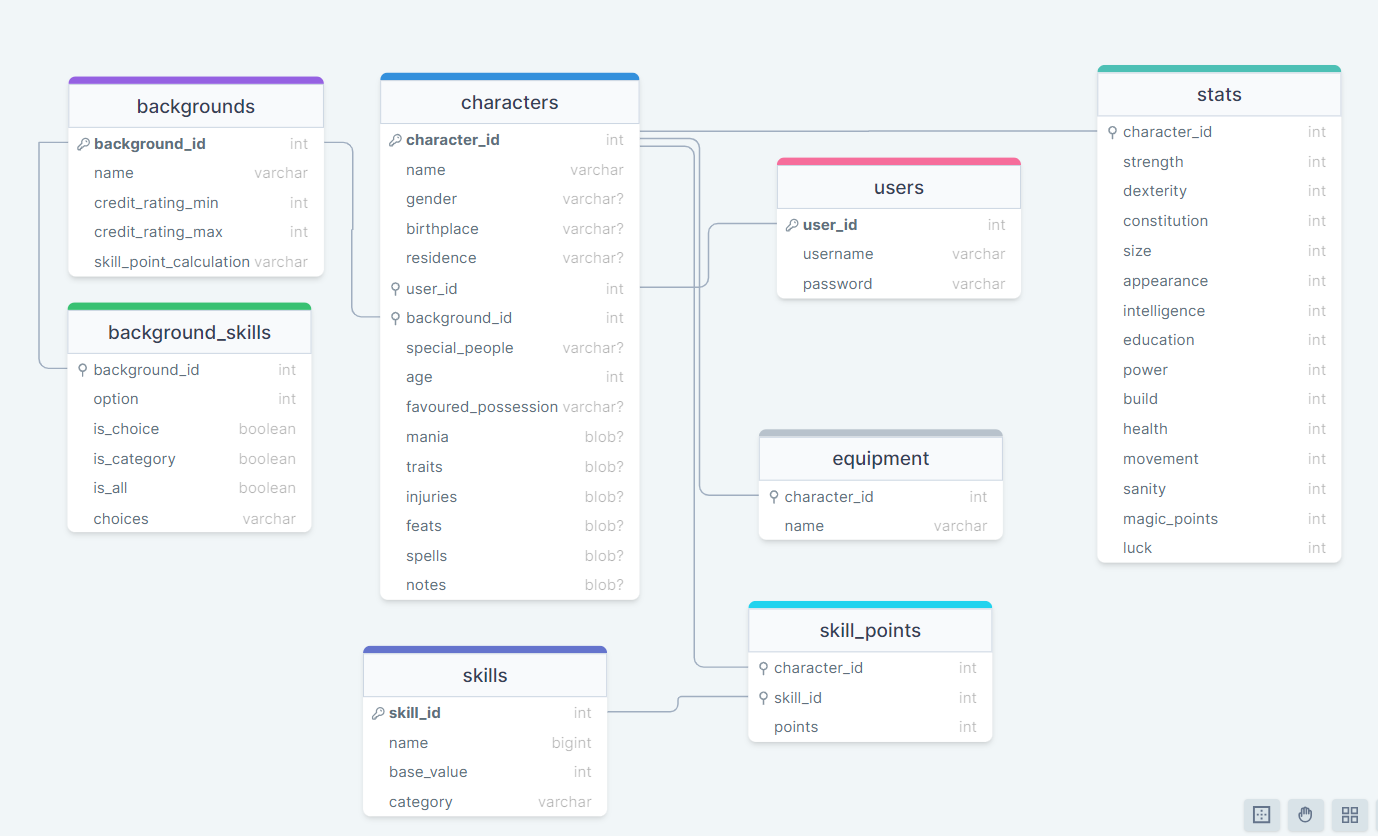 backgrounds
background_id int
name varchar
credit_rating_min int
credit_rating_max int
skill_point_calculation varchar
background_skills
background_id int
option int
is_choice boolean
is_category boolean
is_all boolean
choices varchar
characters
character_id int
name varchar
gender varchar?
birthplace varchar?
residence varchar?
user_id int
background_id int
special_people varchar?
age int
favoured_possession varchar?
mania blob?
traits blob?
injuries blob?
feats blob?
spells blob?
notes blob?
skills
skill_id int
name bigint
base_value int
category varchar
users
user_id int
username varchar
password varchar
equipment
character_id int
name varchar
skill_points
character_id int
skill_id int
points int
stats
character_id int
strength int
dexterity int
constitution int
size int
appearance int
intelligence int
education int
power int
build int
health int
movement int
sanity int
magic_points int
luck int